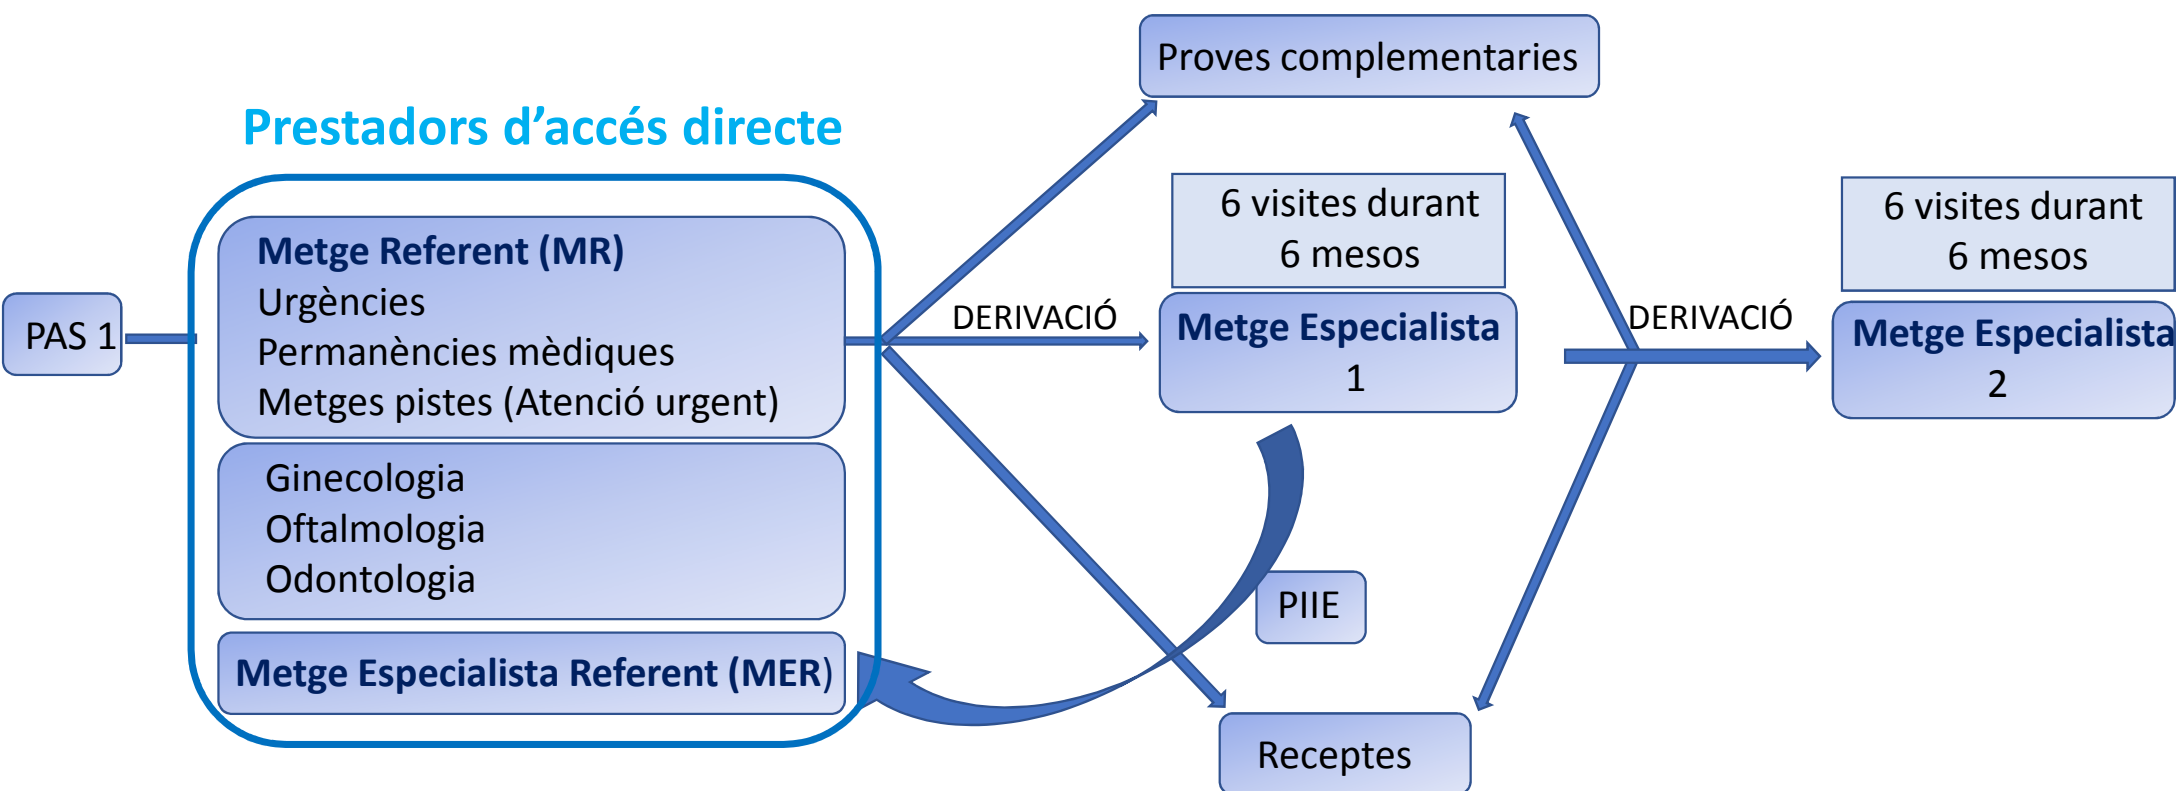 Proves complementaries
Prestadors d’accés directe
PAS 1
Metge Referent (MR)
Urgències
Permanències mèdiques
Metges pistes (Atenció urgent)
Ginecologia
Oftalmologia
Odontologia
Metge Especialista Referent (MER)
DERIVACIÓ
6 visites durant
6 mesos
Metge Especialista
1
PIIE
Receptes
DERIVACIÓ
6 visites durant
6 mesos
Metge Especialista
2